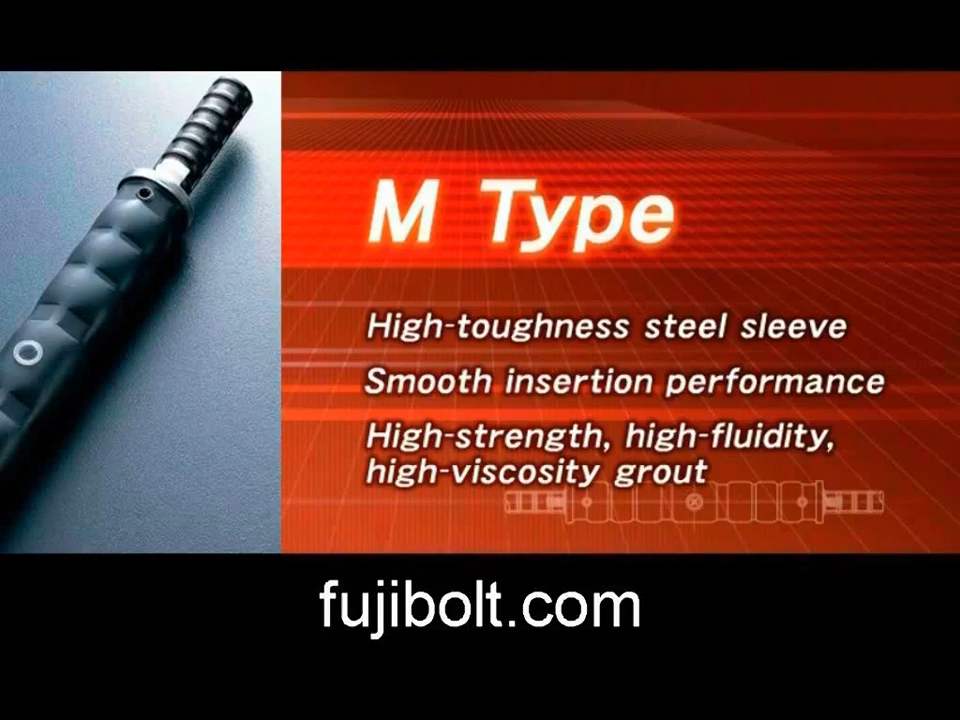 M Type
High-toughness steel sleeve
Smooth insertion performance
High-strength, high-fluidity,
high-viscosity grout
fujibolt.com